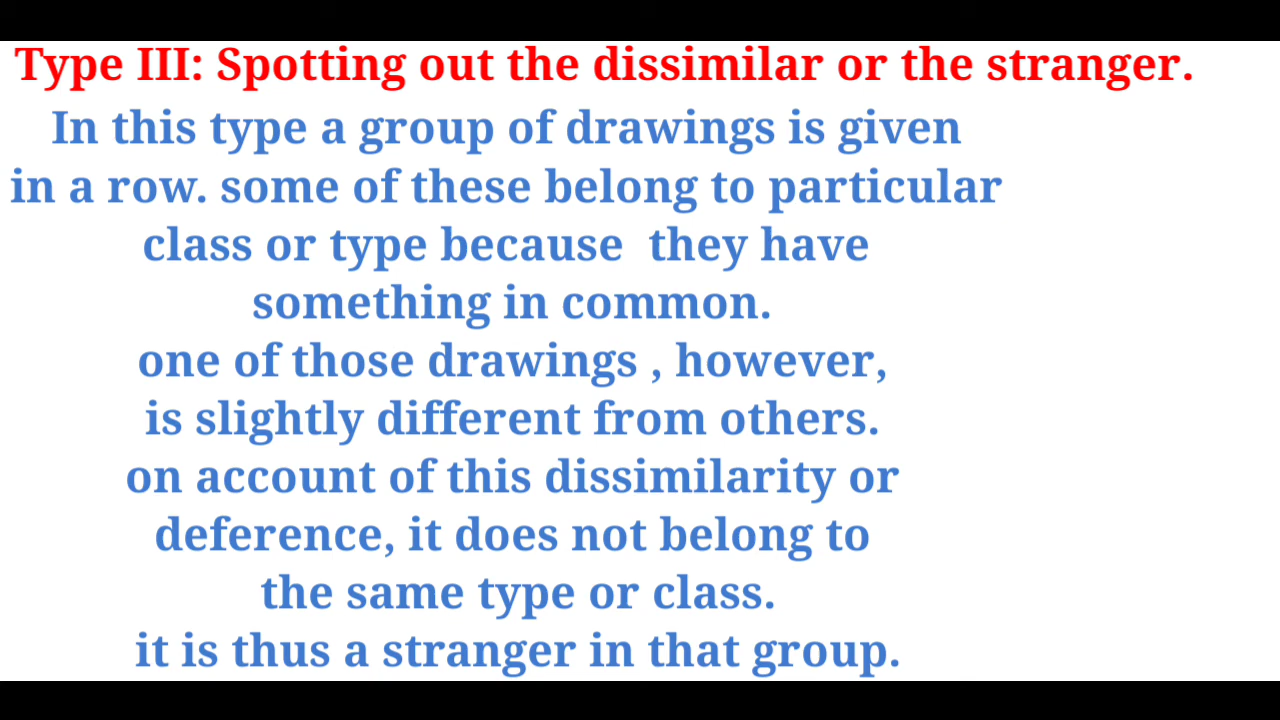 Type III: Spotting out the dissimilar or the stranger.
In this type a group of drawings is given
in a row. some of these belong to particular
class or type because  they have
something in common.
one of those drawings , however,
is slightly different from others.
on account of this dissimilarity or
deference, it does not belong to
the same type or class.
it is thus a stranger in that group.